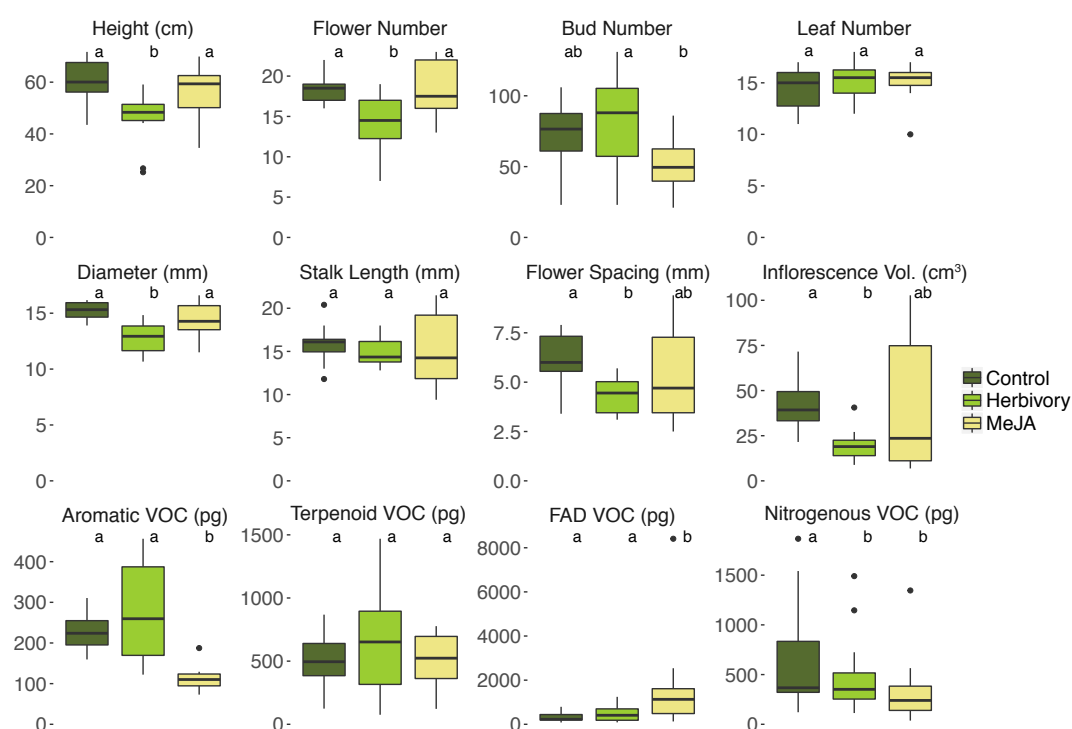 Height (cm) Flower Number Bud Number Leaf Number
a b a a b a ab a b a a a
60- 40- 20- 0-
20- 15- 10- 5- 0-
100- 50- 0-
15- 10- 5- 0-
Diameter (mm) Stalk Length (mm) Flower Spacing (mm) Inflorescence Vol. (cm³)
a b a a a a a b ab a b ab
15- 10- 5- 0-
20- 15- 10- 5- 0-
7.5- 5.0- 2.5- 0.0-
100- 75- 50- 25- 0-
Control
Herbivory
MeJA
Aromatic VOC (pg) Terpenoid VOC (pg) FAD VOC (pg) Nitrogenous VOC (pg)
a a b a a a a a b a b b
400- 300- 200- 100- 0-
1500- 1000- 500- 0-
8000- 6000- 4000- 2000- 0-
1500- 1000- 500- 0-